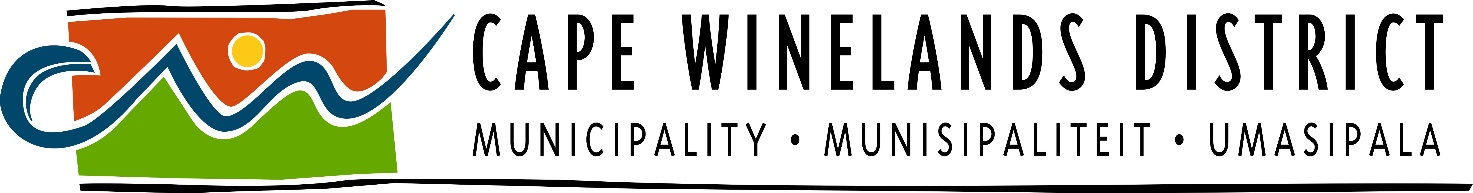 CAPE WINELANDS DISTRICT
MUNICIPALITY • MUNISIPALITEIT • UMASIPALA